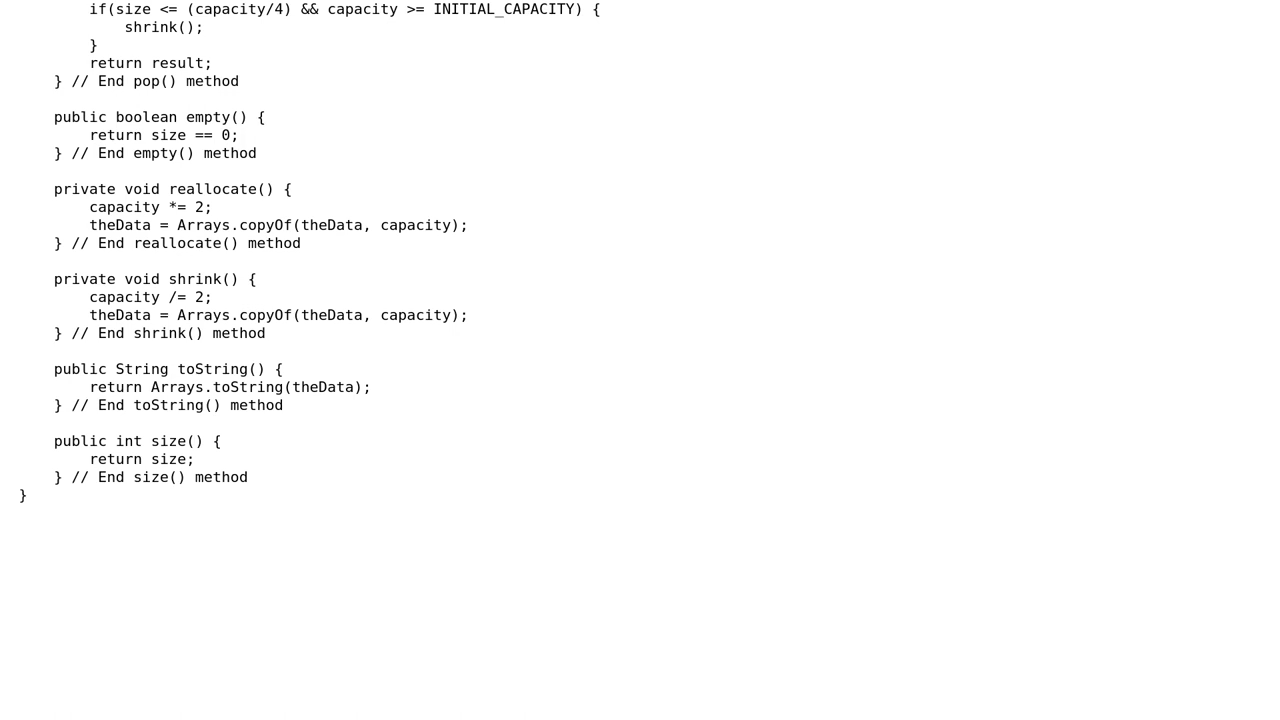 if(size <= (capacity/4) && capacity >= INITIAL_CAPACITY) {
            shrink();
        }
        return result;
    } // End pop() method

    public boolean empty() {
        return size == 0;
    } // End empty() method

    private void reallocate() {
        capacity *= 2;
        theData = Arrays.copyOf(theData, capacity);
    } // End reallocate() method

    private void shrink() {
        capacity /= 2;
        theData = Arrays.copyOf(theData, capacity);
    } // End shrink() method

    public String toString() {
        return Arrays.toString(theData);
    } // End toString() method

    public int size() {
        return size;
    } // End size() method
}